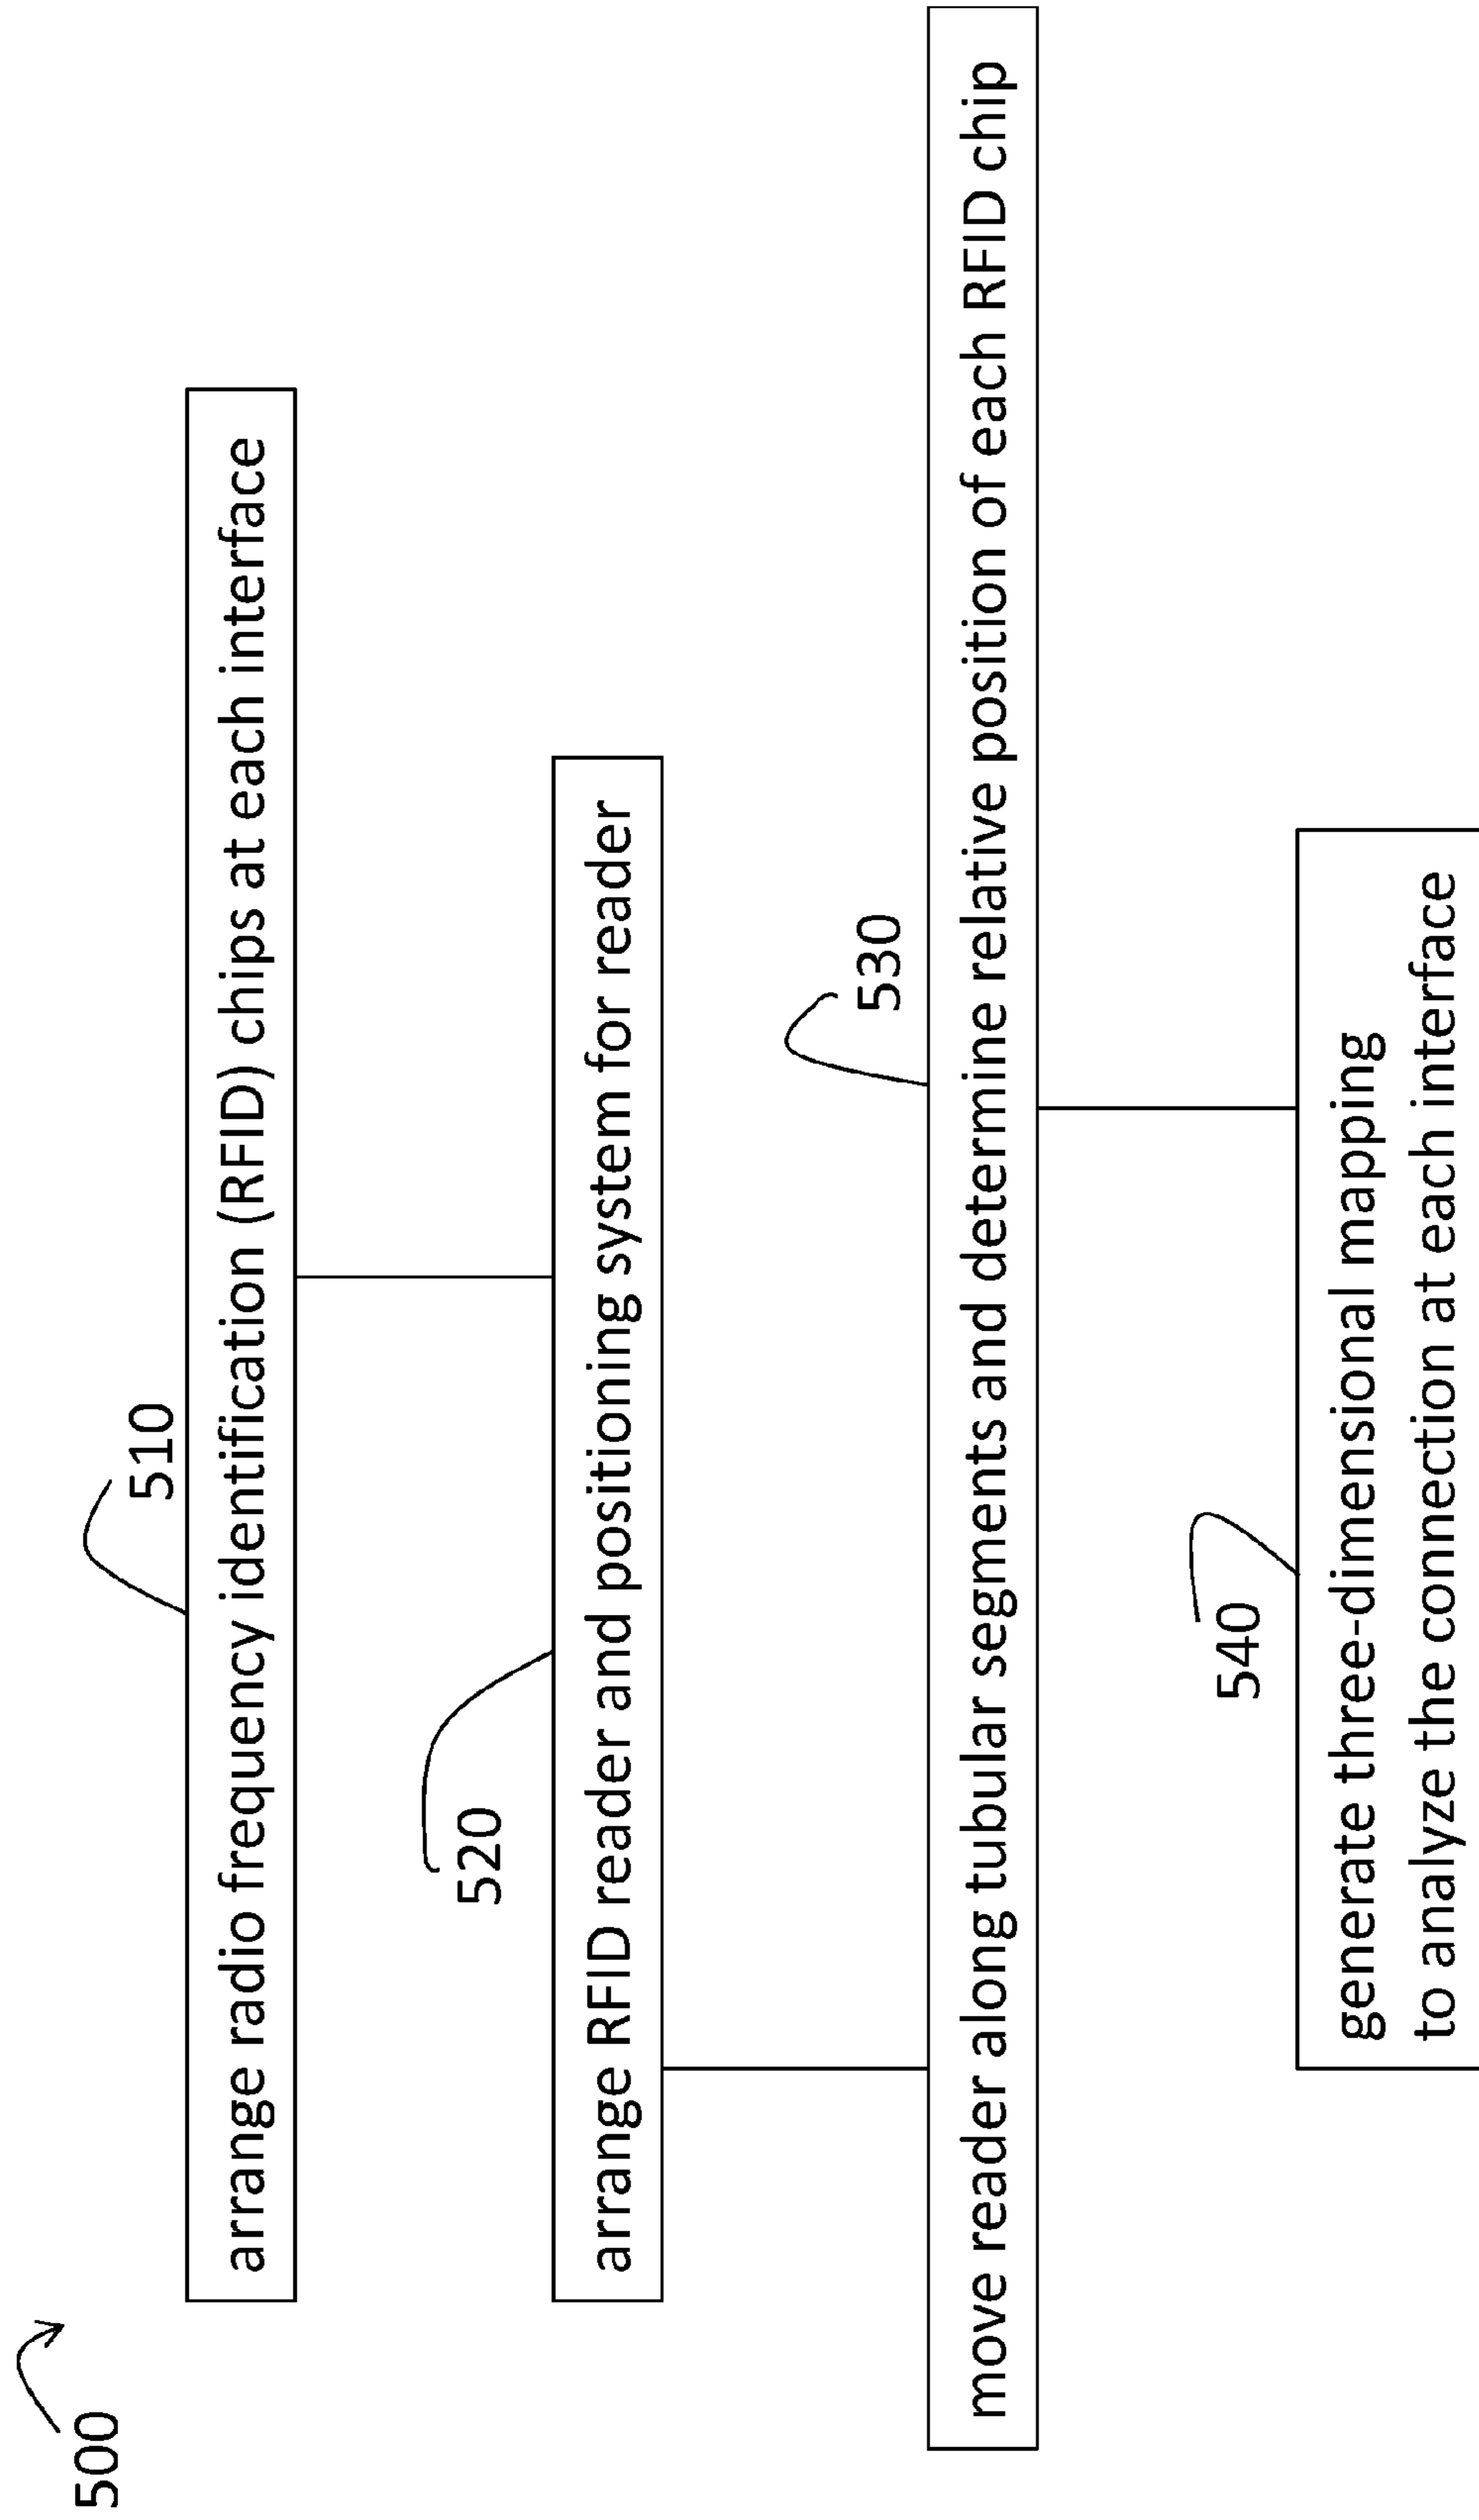 500
510
arrange radio frequency identification (RFID) chips at each interface
520
arrange RFID reader and positioning system for reader
530
move reader along tubular segments and determine relative position of each RFID chip
540
generate three-dimensional mapping
to analyze the connection at each interface